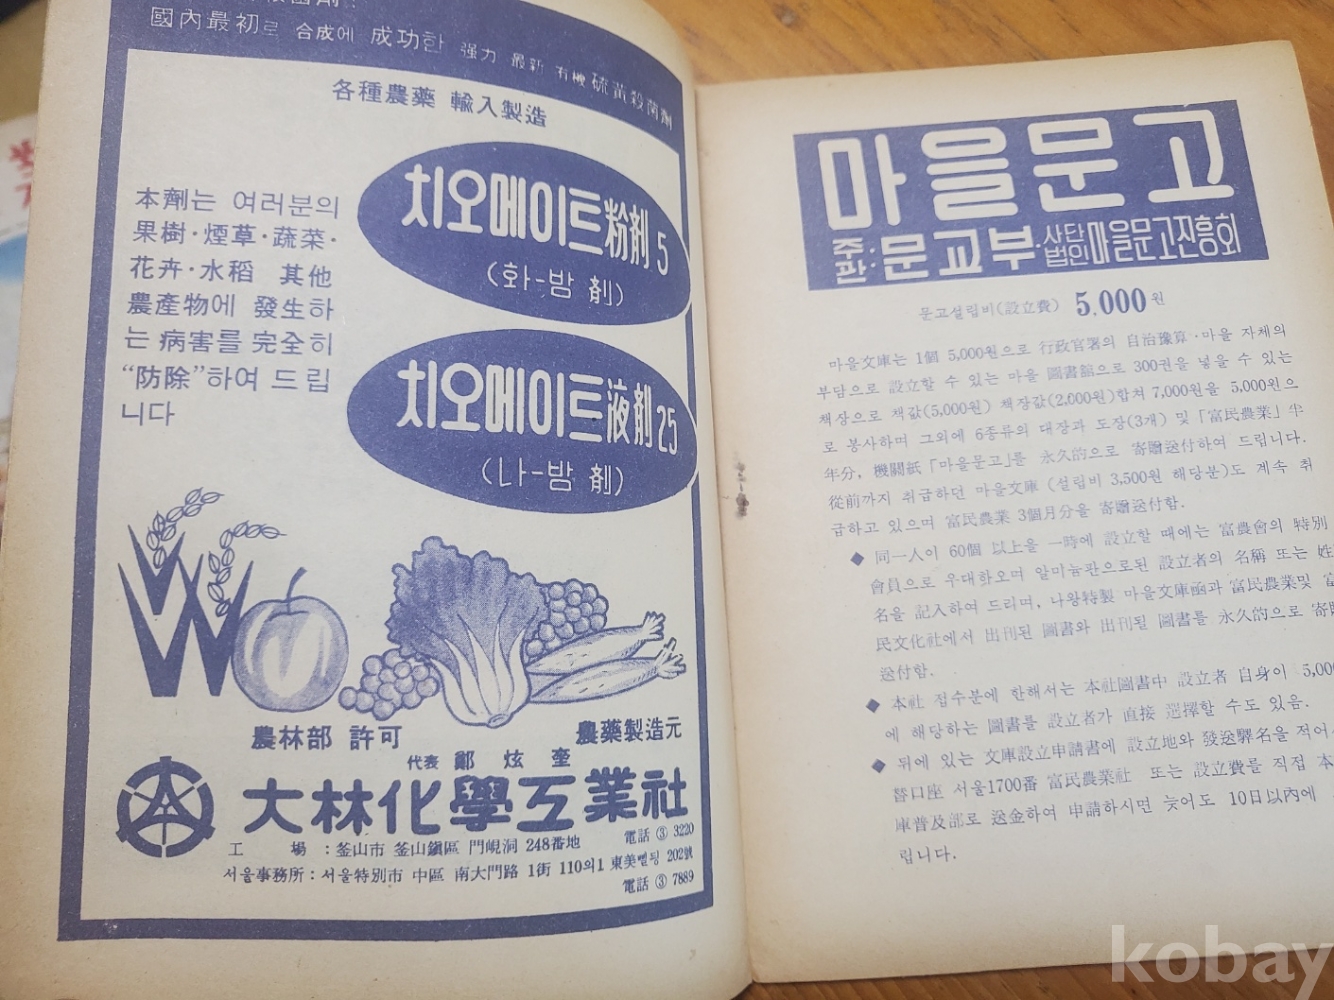 國內最初로 合成에 成功한 强力 最新 有機 硫黃殺菌劑
各種農藥 輸入製造
치오메이트粉劑5
(화-밤 剤)
本劑는 여러분의
果樹·煙草·蔬菜·
花卉·水稻 其他
農產物에 發生하
는 病害를 完全히
“防除”하여 드립
니다
치오메이트液劑25
(나-밤 剤)
農林部 許可
農藥製造元
代表 鄭炫奎
大林化學工業社
工場 : 釜山市 釜山鎭區 門峴洞 248番地 電話 ③ 3220
서울事務所 : 서울特別市 中區 南大門路 1街 110의1 東美삘딩 202號
電話 ③ 7889
마을문고
주관: 문교부·사단법인마을문고진흥회
문고설립비(設立費) 5,000원
마을文庫는 1個 5,000원으로 行政官署의 自治豫算·마을 자체의
부담으로 設立할 수 있는 마을 圖書館으로 300권을 넣을 수 있는
책상으로 책값(5,000원) 책장값(2,000원)합쳐 7,000원을 5,000원으
로 봉사하며 그외에 6종류의 대장과 도장(3개) 및「富民農業」半
年分, 機關紙「마을문고」를 永久的으로 寄贈送付하여 드립니다.
從前까지 취급하던 마을文庫 (설립비 3,500원 해당분)도 계속 취
급하고 있으며 富民農業 3個月分을 寄贈送付함.
◆ 同一人이 60個 以上을 一時에 設立할 때에는 富農會의 特別
會員으로 우대하오며 알미늄판으로된 設立者의 名稱 또는 姓
名을 記入하여 드리며, 나왕特製 마을文庫函과 富民農業및 富
民文化社에서 出刊된 圖書와 出刊될 圖書를 永久的으로 寄贈
送付함.
◆ 本社 접수분에 한해서는 本社圖書中 設立者 自身이 5,00
에 해당하는 圖書를 設立者가 直接 選擇할 수도 있음.
◆ 뒤에 있는 文庫設立申請書에 設立地와 發送驛名을 적어
替口座 서울1700番 富民農業社 또는 設立費를 직접 本
庫普及部로 送金하여 申請하시면 늦어도 10日以內에
립니다.
kobay